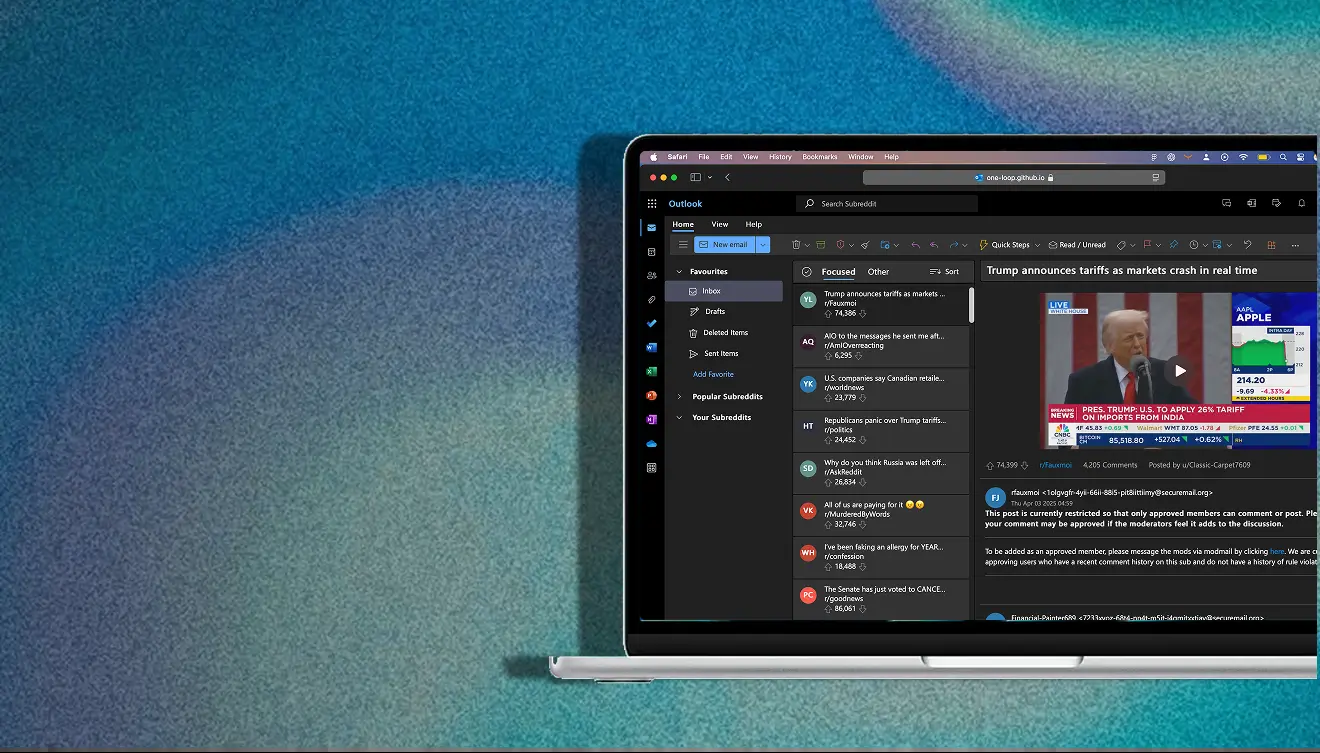 Safari File Edit View History Bookmarks Window Help
one-loop.github.io
Outlook
Search Subreddit
Home View Help
New email
Quick Steps
Read / Unread
Favourites
Inbox
Drafts
Deleted Items
Sent Items
Add Favorite
Popular Subreddits
Your Subreddits
Focused Other Sort
YL
Trump announces tariffs as markets ...
r/Fauxmoi
74,386
AQ
AIO to the messages he sent me aft...
r/AmIOverreacting
6,295
YK
U.S. companies say Canadian retaile...
r/worldnews
23,779
HT
Republicans panic over Trump tariffs...
r/politics
24,452
SD
Why do you think Russia was left off...
r/AskReddit
26,834
VK
All of us are paying for it 😠😠
r/MurderedByWords
32,746
WH
I've been faking an allergy for YEAR...
r/confession
18,488
PC
The Senate has just voted to CANCE...
r/goodnews
86,061
Trump announces tariffs as markets crash in real time
LIVE
WHITE HOUSE
AAPL
APPLE
INTRA DAY
228
220
212
8A 2P 8P
214.20
-9.69 -4.33%
EXTENDED HOURS
BREAKING
NEWS
PRES. TRUMP: U.S. TO APPLY 26% TARIFF
ON IMPORTS FROM INDIA
CNBC
4F 45.83 +0.69 Walmart WMT 87.05 -1.78 Pfizer PFE 24.55 +0.01
BITCOIN
CM
85,518.80 +527.04 +0.62% RH
74,399 r/Fauxmoi 4,205 Comments Posted by u/Classic-Carpet7609
FJ
rfauxmoi <1olgvgfr-4yii-66ii-88i5-pit8iittiimy@securemail.org>
Thu Apr 03 2025 04:59
This post is currently restricted so that only approved members can comment or post. Ple
your comment may be approved if the moderators feel it adds to the discussion.
To be added as an approved member, please message the mods via modmail by clicking here. We are c
approving users who have a recent comment history on this sub and do not have a history of rule violat
Financial-Painter689